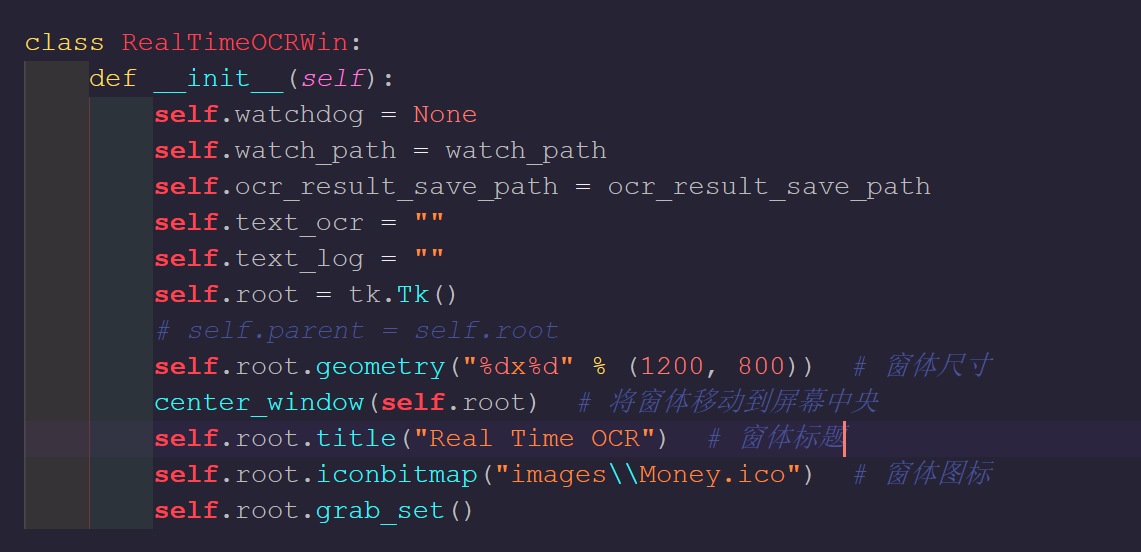 class RealTimeOCRWin:
    def __init__(self):
        self.watchdog = None
        self.watch_path = watch_path
        self.ocr_result_save_path = ocr_result_save_path
        self.text_ocr = ""
        self.text_log = ""
        self.root = tk.Tk()
        # self.parent = self.root
        self.root.geometry("%dx%d" % (1200, 800))  # 窗体尺寸
        center_window(self.root)  # 将窗体移动到屏幕中央
        self.root.title("Real Time OCR")  # 窗体标题
        self.root.iconbitmap("images\\Money.ico")  # 窗体图标
        self.root.grab_set()